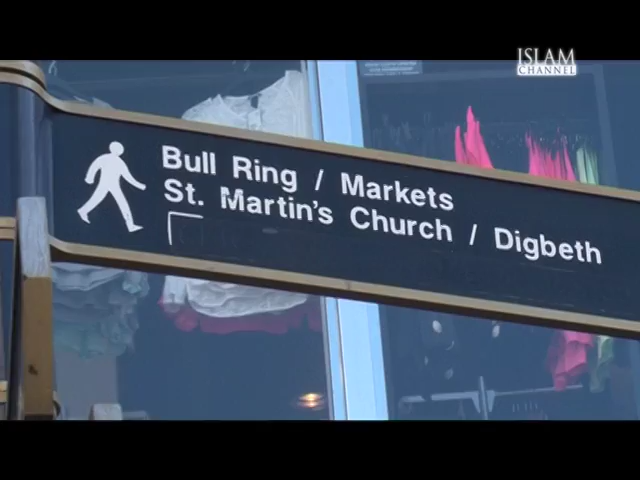 ISLAM
CHANNEL
Bull Ring / Markets
St. Martin's Church / Digbeth